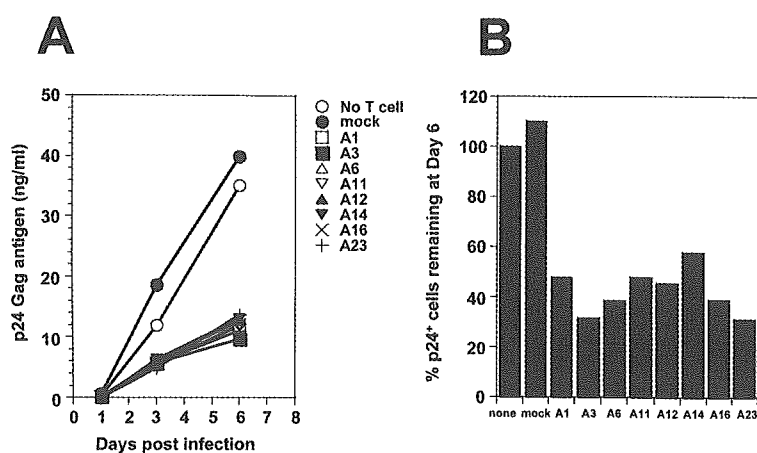 A
p24 Gag antigen (ng/ml)
50
40
30
20
10
0
0 1 2 3 4 5 6 7 8
Days post infection
No T cell
mock
A1
A3
A6
A11
A12
A14
A16
A23
B
% p24⁺ cells remaining at Day 6
120
100
80
60
40
20
0
none mock A1 A3 A6 A11 A12 A14 A16 A23